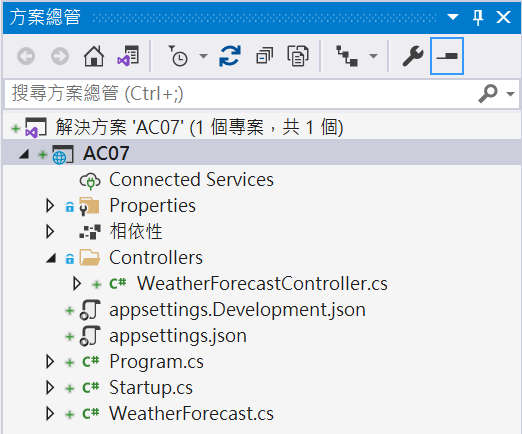 方案總管
搜尋方案總管 (Ctrl+;)
解決方案 'AC07' (1 個專案，共 1 個)
AC07
Connected Services
Properties
相依性
Controllers
C# WeatherForecastController.cs
appsettings.Development.json
appsettings.json
C# Program.cs
C# Startup.cs
C# WeatherForecast.cs